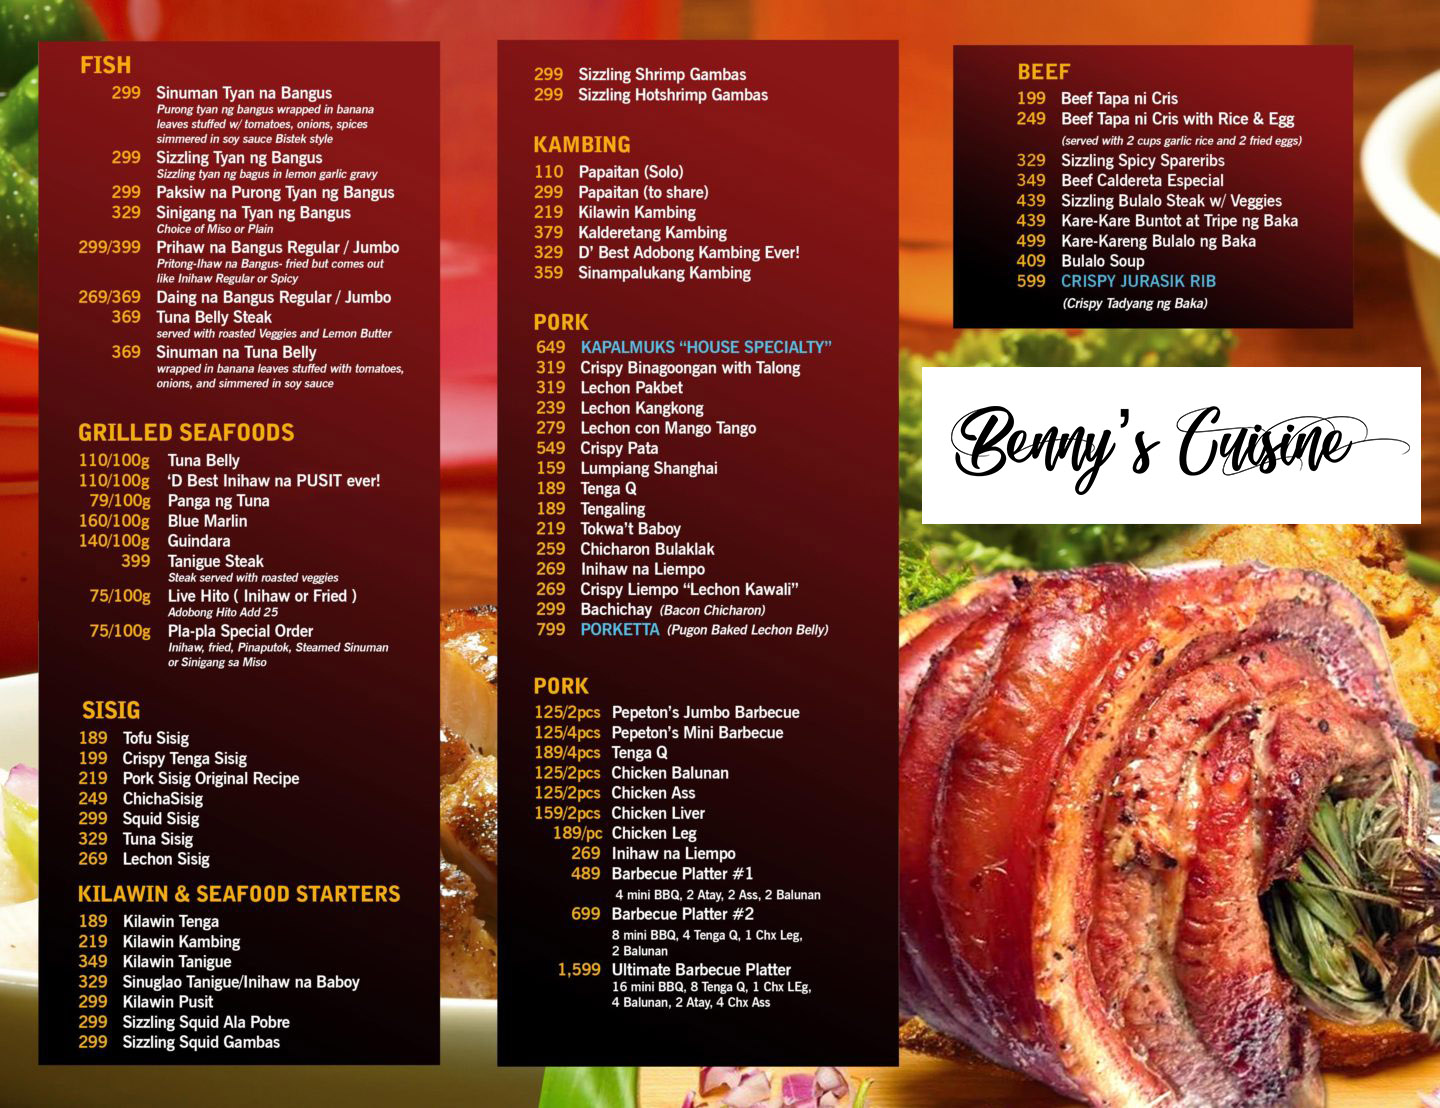 FISH
299 Sinuman Tyan na Bangus
Purong tyan ng bangus wrapped in banana
leaves stuffed w/ tomatoes, onions, spices
simmered in soy sauce Bistek style
299 Sizzling Tyan ng Bangus
Sizzling tyan ng bagus in lemon garlic gravy
299 Paksiw na Purong Tyan ng Bangus
329 Sinigang na Tyan ng Bangus
Choice of Miso or Plain
299/399 Prihaw na Bangus Regular / Jumbo
Pritong-Ihaw na Bangus- fried but comes out
like Inihaw Regular or Spicy
269/369 Daing na Bangus Regular / Jumbo
369 Tuna Belly Steak
served with roasted Veggies and Lemon Butter
369 Sinuman na Tuna Belly
wrapped in banana leaves stuffed with tomatoes,
onions, and simmered in soy sauce
GRILLED SEAFOODS
110/100g Tuna Belly
110/100g ‘D Best Inihaw na PUSIT ever!
79/100g Panga ng Tuna
160/100g Blue Marlin
140/100g Guindara
399 Tanigue Steak
Steak served with roasted veggies
75/100g Live Hito ( Inihaw or Fried )
Adobong Hito Add 25
75/100g Pla-pla Special Order
Inihaw, fried, Pinaputok, Steamed Sinuman
or Sinigang sa Miso
SISIG
189 Tofu Sisig
199 Crispy Tenga Sisig
219 Pork Sisig Original Recipe
249 ChichaSisig
299 Squid Sisig
329 Tuna Sisig
269 Lechon Sisig
KILAWIN & SEAFOOD STARTERS
189 Kilawin Tenga
219 Kilawin Kambing
349 Kilawin Tanigue
329 Sinuglao Tanigue/Inihaw na Baboy
299 Kilawin Pusit
299 Sizzling Squid Ala Pobre
299 Sizzling Squid Gambas
299 Sizzling Shrimp Gambas
299 Sizzling Hotshrimp Gambas
KAMBING
110 Papaitan (Solo)
299 Papaitan (to share)
219 Kilawin Kambing
379 Kalderetang Kambing
329 D’ Best Adobong Kambing Ever!
359 Sinampalukang Kambing
PORK
649 KAPALMUKS “HOUSE SPECIALTY”
319 Crispy Binagoongan with Talong
319 Lechon Pakbet
239 Lechon Kangkong
279 Lechon con Mango Tango
549 Crispy Pata
159 Lumpiang Shanghai
189 Tenga Q
189 Tengaling
219 Tokwa’t Baboy
259 Chicharon Bulaklak
269 Inihaw na Liempo
269 Crispy Liempo “Lechon Kawali”
299 Bachichay (Bacon Chicharon)
799 PORKETTA (Pugon Baked Lechon Belly)
PORK
125/2pcs Pepeton’s Jumbo Barbecue
125/4pcs Pepeton’s Mini Barbecue
189/4pcs Tenga Q
125/2pcs Chicken Balunan
125/2pcs Chicken Ass
159/2pcs Chicken Liver
189/pc Chicken Leg
269 Inihaw na Liempo
489 Barbecue Platter #1
4 mini BBQ, 2 Atay, 2 Ass, 2 Balunan
699 Barbecue Platter #2
8 mini BBQ, 4 Tenga Q, 1 Chx Leg,
2 Balunan
1,599 Ultimate Barbecue Platter
16 mini BBQ, 8 Tenga Q, 1 Chx LEg,
4 Balunan, 2 Atay, 4 Chx Ass
BEEF
199 Beef Tapa ni Cris
249 Beef Tapa ni Cris with Rice & Egg
(served with 2 cups garlic rice and 2 fried eggs)
329 Sizzling Spicy Spareribs
349 Beef Caldereta Especial
439 Sizzling Bulalo Steak w/ Veggies
439 Kare-Kare Buntot at Tripe ng Baka
499 Kare-Kareng Bulalo ng Baka
409 Bulalo Soup
599 CRISPY JURASIK RIB
(Crispy Tadyang ng Baka)
Benny’s Cuisine